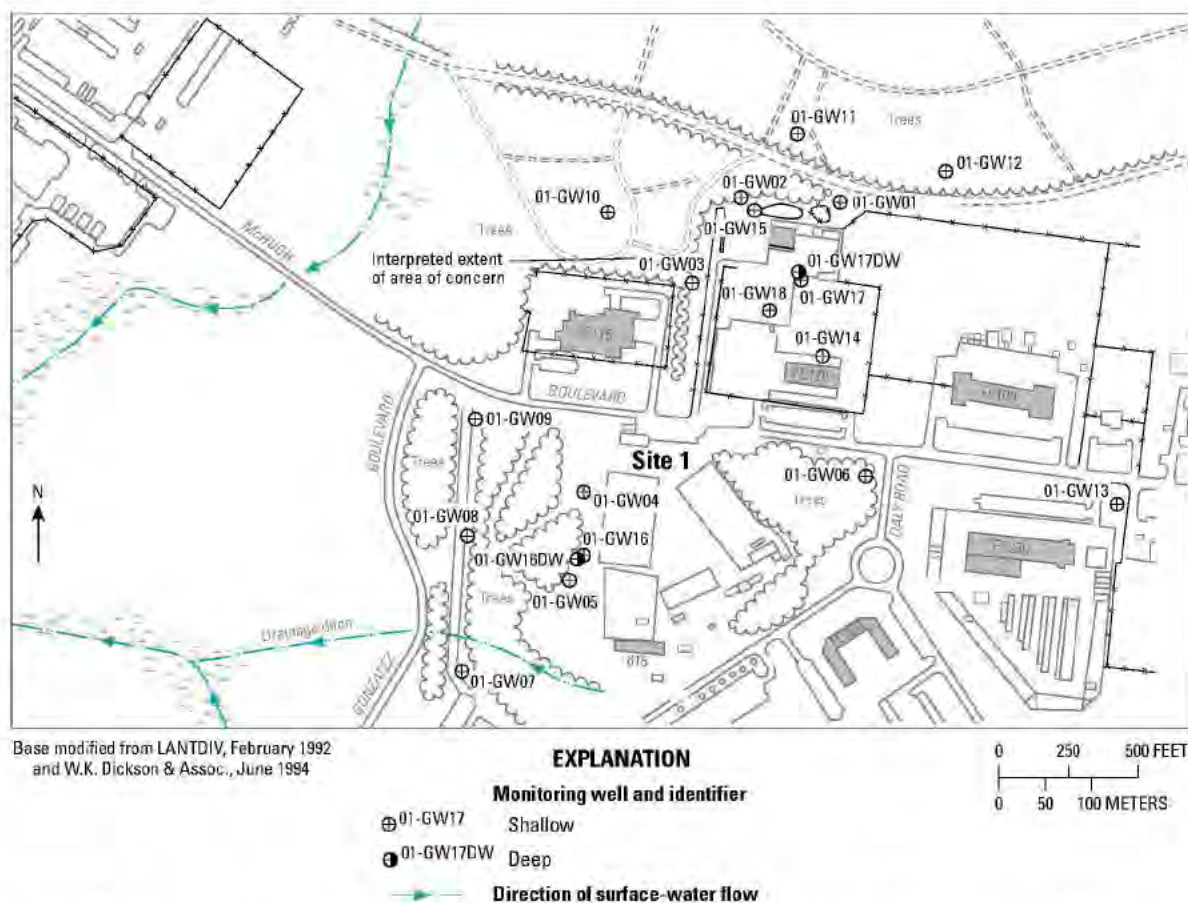 01-GW11
Trees
01-GW12
01-GW02
01-GW10
01-GW01
Trees
01-GW15
McHUGH
Interpreted extent
of area of concern
01-GW03
01-GW17DW
01-GW17
01-GW18
01-GW14
BOULEVARD
BOULEVARD
01-GW09
Trees
Site 1
01-GW06
Trees
01-GW04
DALY ROAD
01-GW13
N
01-GW08
01-GW16
01-GW16DW
Trees
01-GW05
Drainage ditch
01-GW07
GONZALEZ
Base modified from LANTDIV, February 1992
and W.K. Dickson & Assoc., June 1994
EXPLANATION
0 250 500 FEET
0 50 100 METERS
Monitoring well and identifier
01-GW17 Shallow
01-GW17DW Deep
Direction of surface-water flow